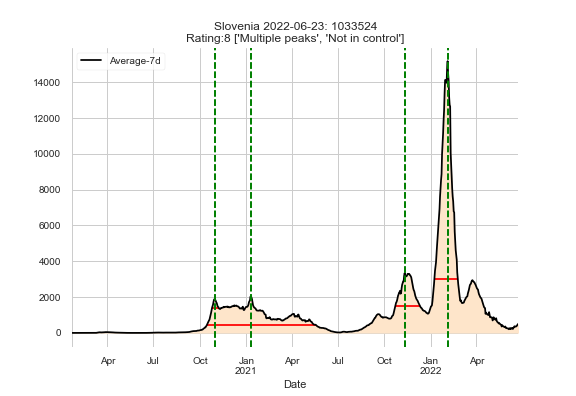 Slovenia 2022-06-23: 1033524
Rating:8 ['Multiple peaks', 'Not in control']
Average-7d
14000
12000
10000
8000
6000
4000
2000
0
Apr Jul Oct Jan Apr Jul Oct Jan Apr
2021 2022
Date